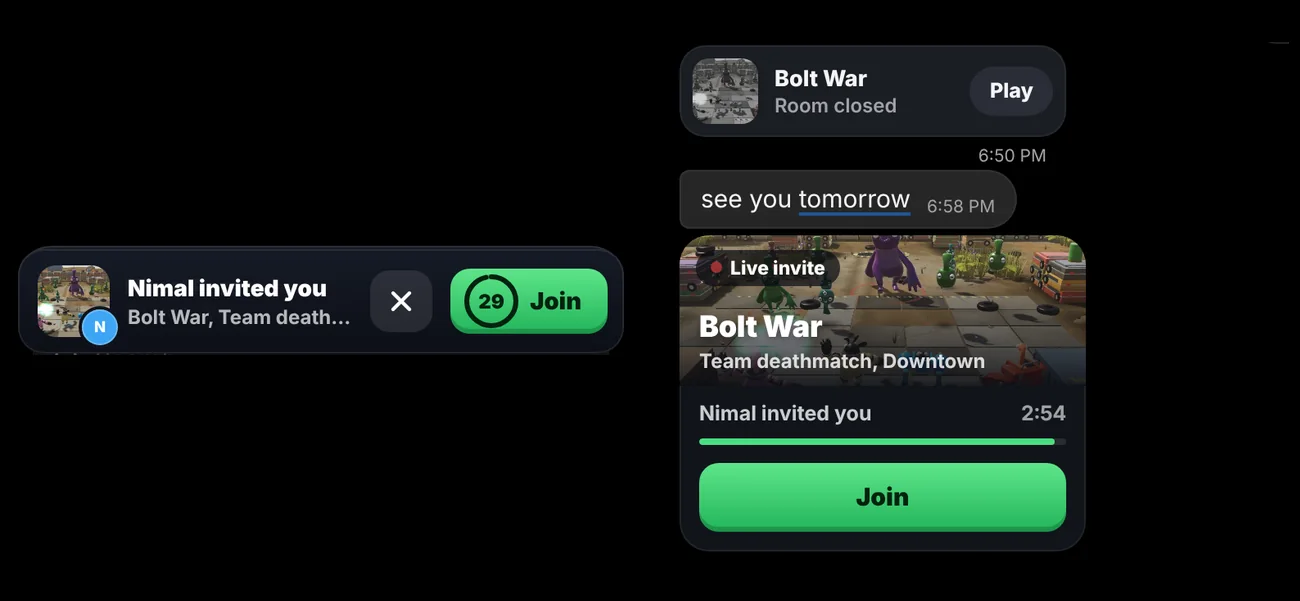 Nimal invited you
Bolt War, Team death...
N
29 Join
Bolt War
Room closed
Play
6:50 PM
see you tomorrow 6:58 PM
Live invite
Bolt War
Team deathmatch, Downtown
Nimal invited you 2:54
Join